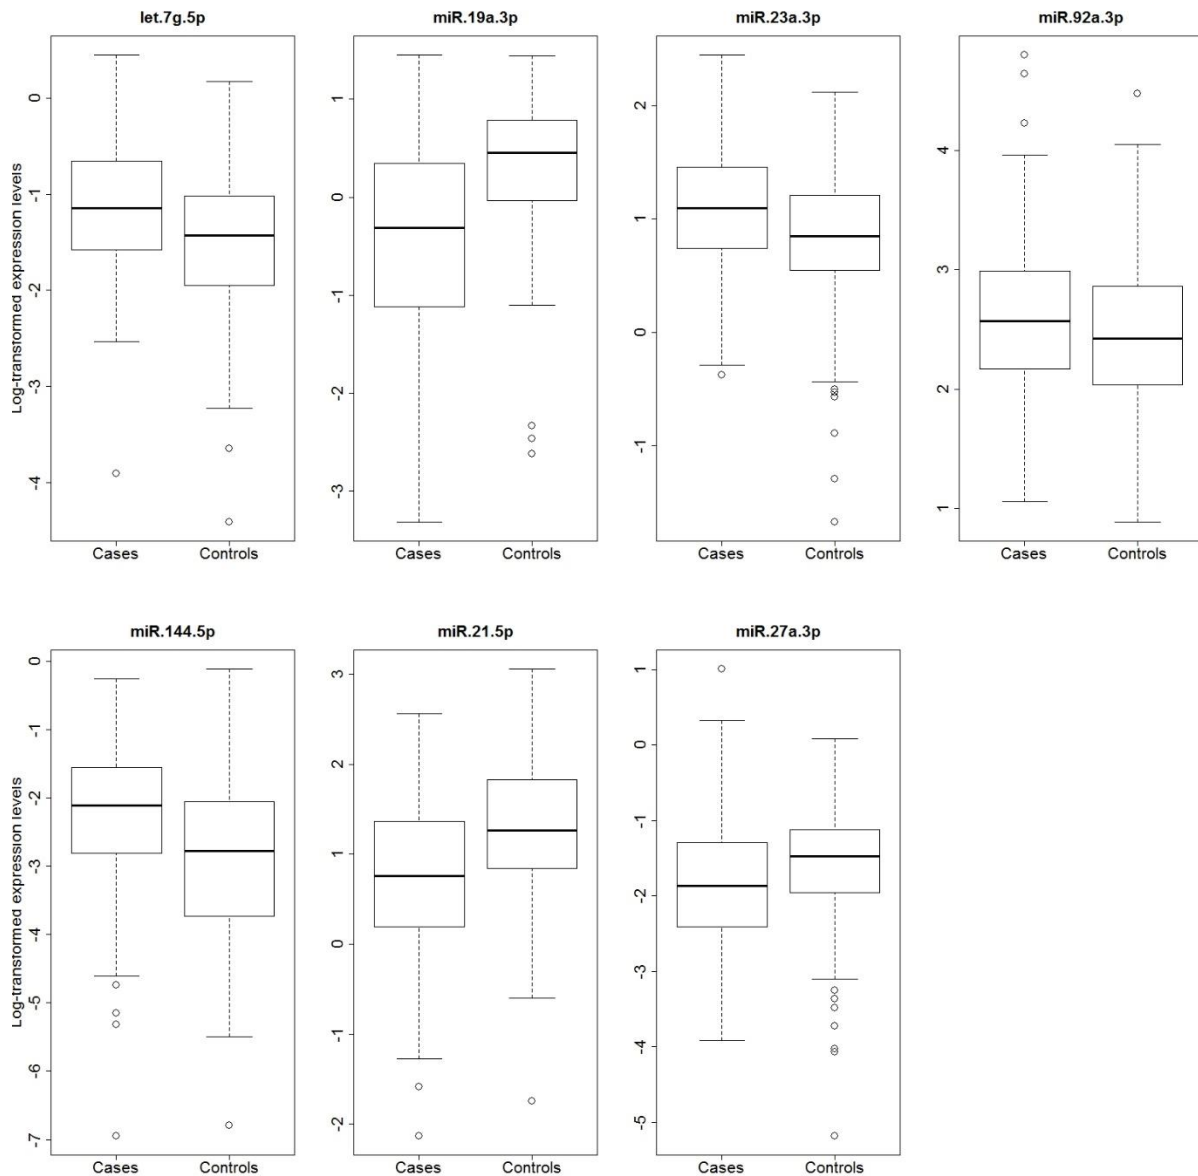 let.7g.5p
miR.19a.3p
miR.23a.3p
miR.92a.3p
Log-transtormed expression levels
0
-1
-2
-3
-4
Cases
Controls
1
0
-1
-2
-3
Cases
Controls
2
1
0
-1
Cases
Controls
4
3
2
1
Cases
Controls
miR.144.5p
miR.21.5p
miR.27a.3p
Log-transtormed expression levels
0
-1
-2
-3
-4
-5
-6
-7
Cases
Controls
3
2
1
0
-1
-2
Cases
Controls
1
0
-1
-2
-3
-4
-5
Cases
Controls